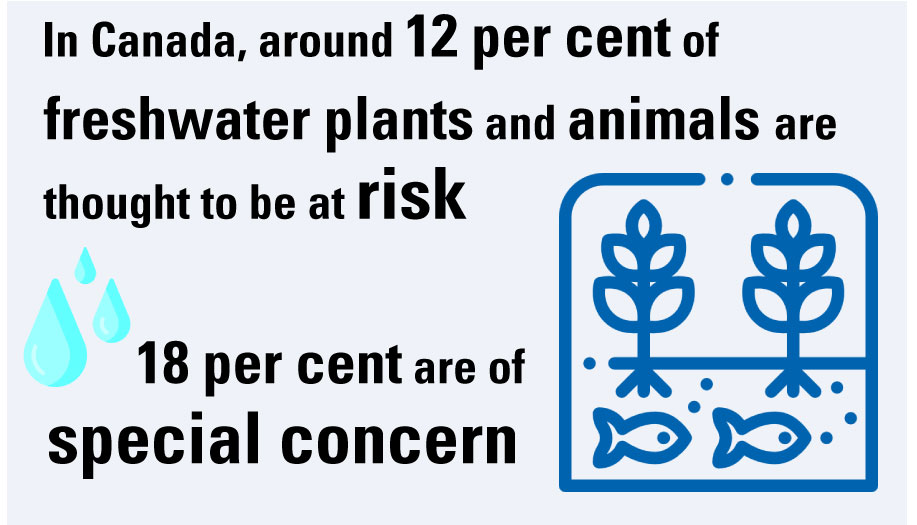 In Canada, around 12 per cent of
freshwater plants and animals are
thought to be at risk
18 per cent are of
special concern